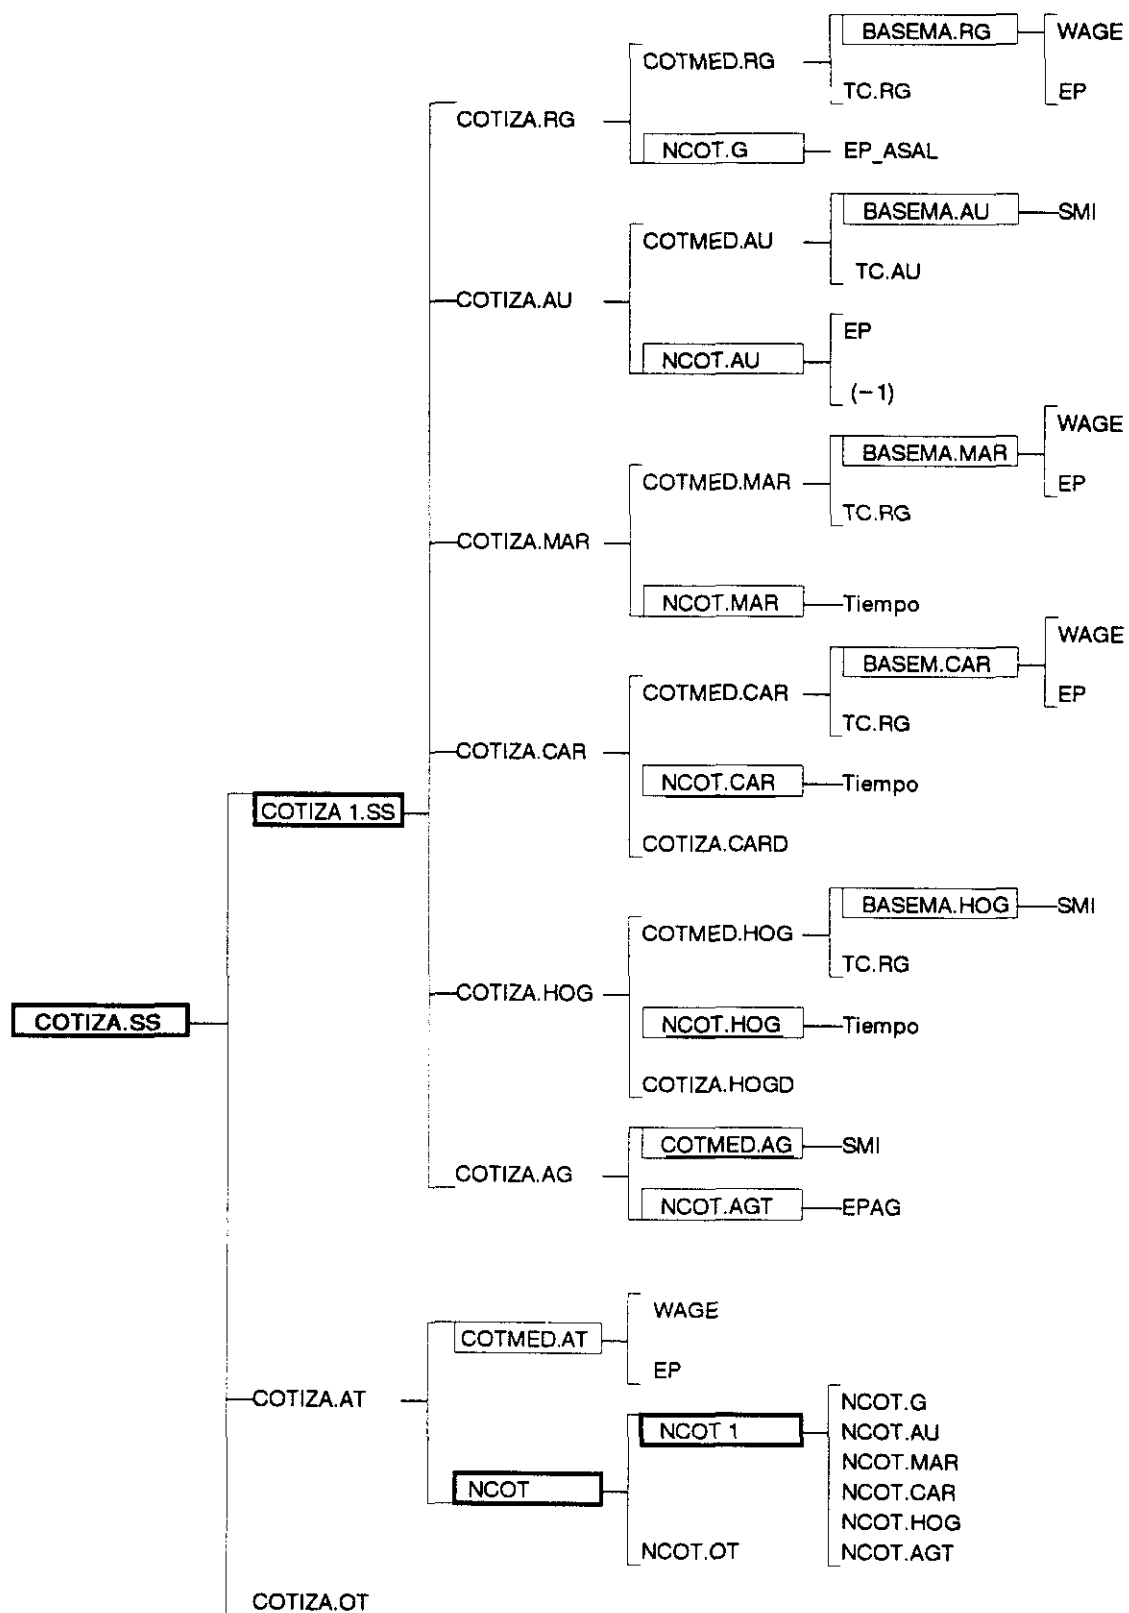 BASEMA.RG
WAGE
COTMED.RG
TC.RG
EP
COTIZA.RG
NCOT.G
EP_ASAL
BASEMA.AU
SMI
COTMED.AU
TC.AU
COTIZA.AU
EP
NCOT.AU
(-1)
WAGE
BASEMA.MAR
COTMED.MAR
EP
TC.RG
COTIZA.MAR
NCOT.MAR
Tiempo
WAGE
BASEM.CAR
COTMED.CAR
EP
TC.RG
COTIZA.CAR
NCOT.CAR
Tiempo
COTIZA 1.SS
COTIZA.CARD
BASEMA.HOG
SMI
COTMED.HOG
TC.RG
COTIZA.HOG
COTIZA.SS
NCOT.HOG
Tiempo
COTIZA.HOGD
COTMED.AG
SMI
COTIZA.AG
NCOT.AGT
EPAG
WAGE
COTMED.AT
EP
COTIZA.AT
NCOT.G
NCOT 1
NCOT.AU
NCOT.MAR
NCOT
NCOT.CAR
NCOT.HOG
NCOT.OT
NCOT.AGT
COTIZA.OT